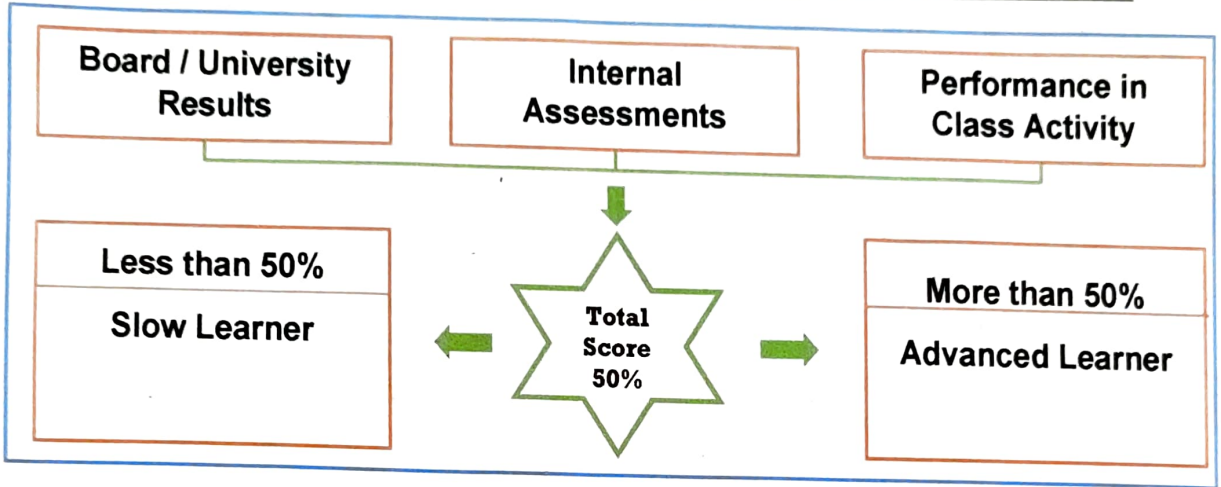 Board / University
Results
Internal
Assessments
Performance in
Class Activity
Less than 50%
Slow Learner
Total
Score
50%
More than 50%
Advanced Learner